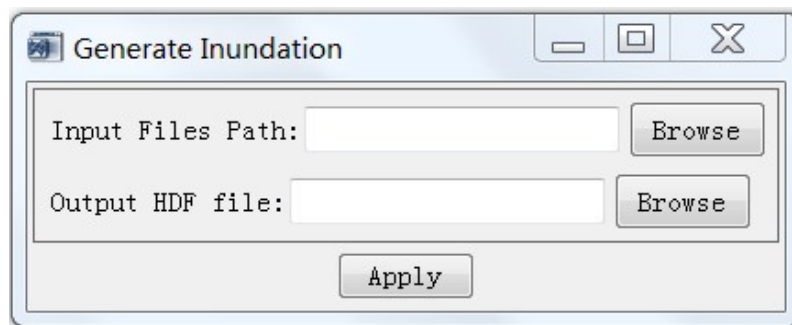 Generate Inundation
Input Files Path: Browse
Output HDF file: Browse
Apply